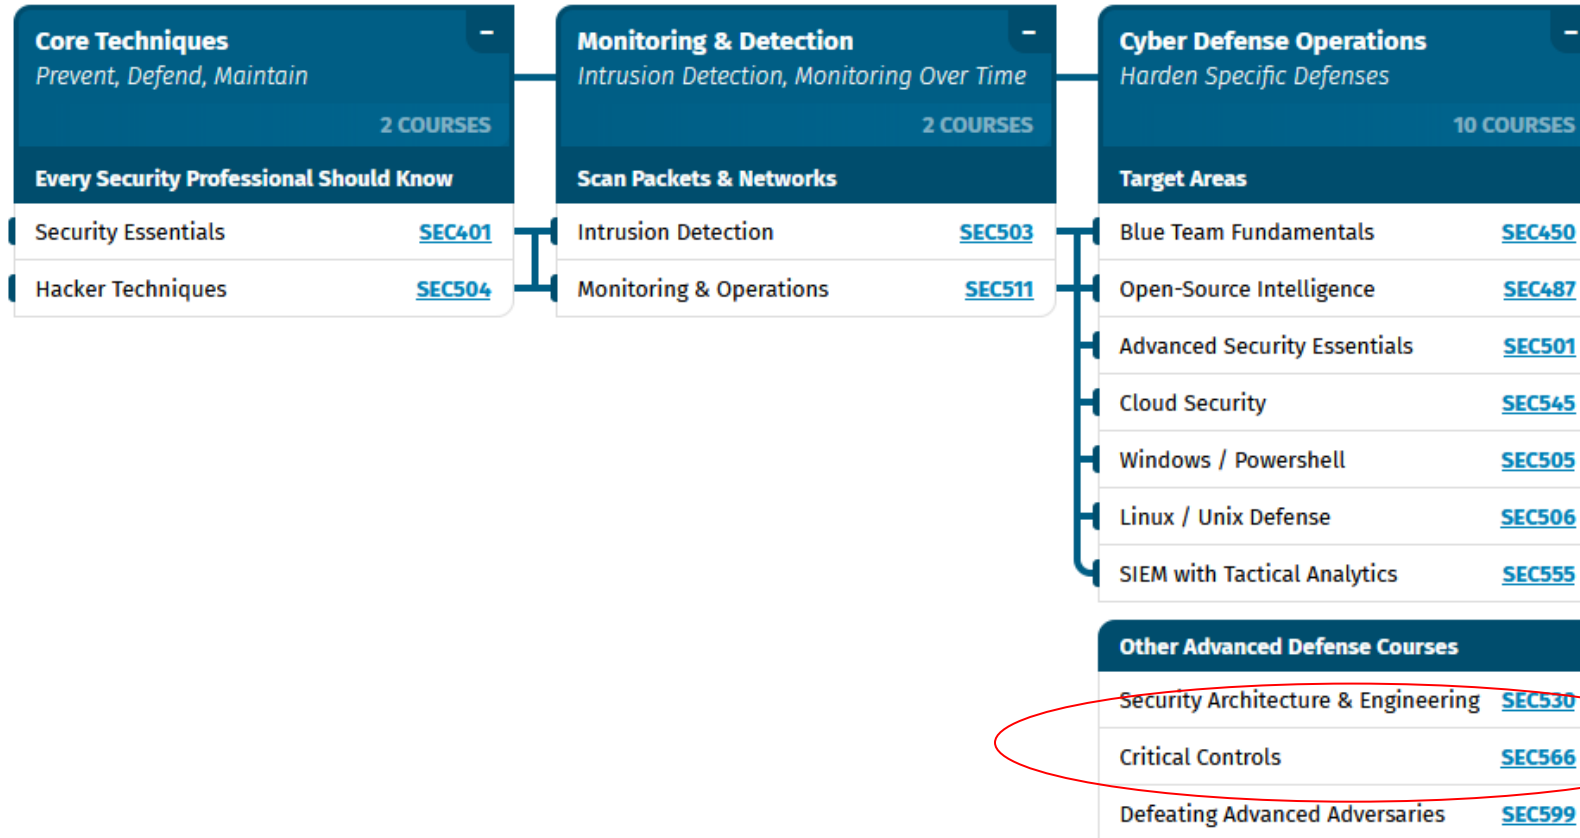 Core Techniques
Prevent, Defend, Maintain
2 COURSES
Every Security Professional Should Know
Security Essentials SEC401
Hacker Techniques SEC504
Monitoring & Detection
Intrusion Detection, Monitoring Over Time
2 COURSES
Scan Packets & Networks
Intrusion Detection SEC503
Monitoring & Operations SEC511
Cyber Defense Operations
Harden Specific Defenses
10 COURSES
Target Areas
Blue Team Fundamentals SEC450
Open-Source Intelligence SEC487
Advanced Security Essentials SEC501
Cloud Security SEC545
Windows / Powershell SEC505
Linux / Unix Defense SEC506
SIEM with Tactical Analytics SEC555
Other Advanced Defense Courses
Security Architecture & Engineering SEC530
Critical Controls SEC566
Defeating Advanced Adversaries SEC599